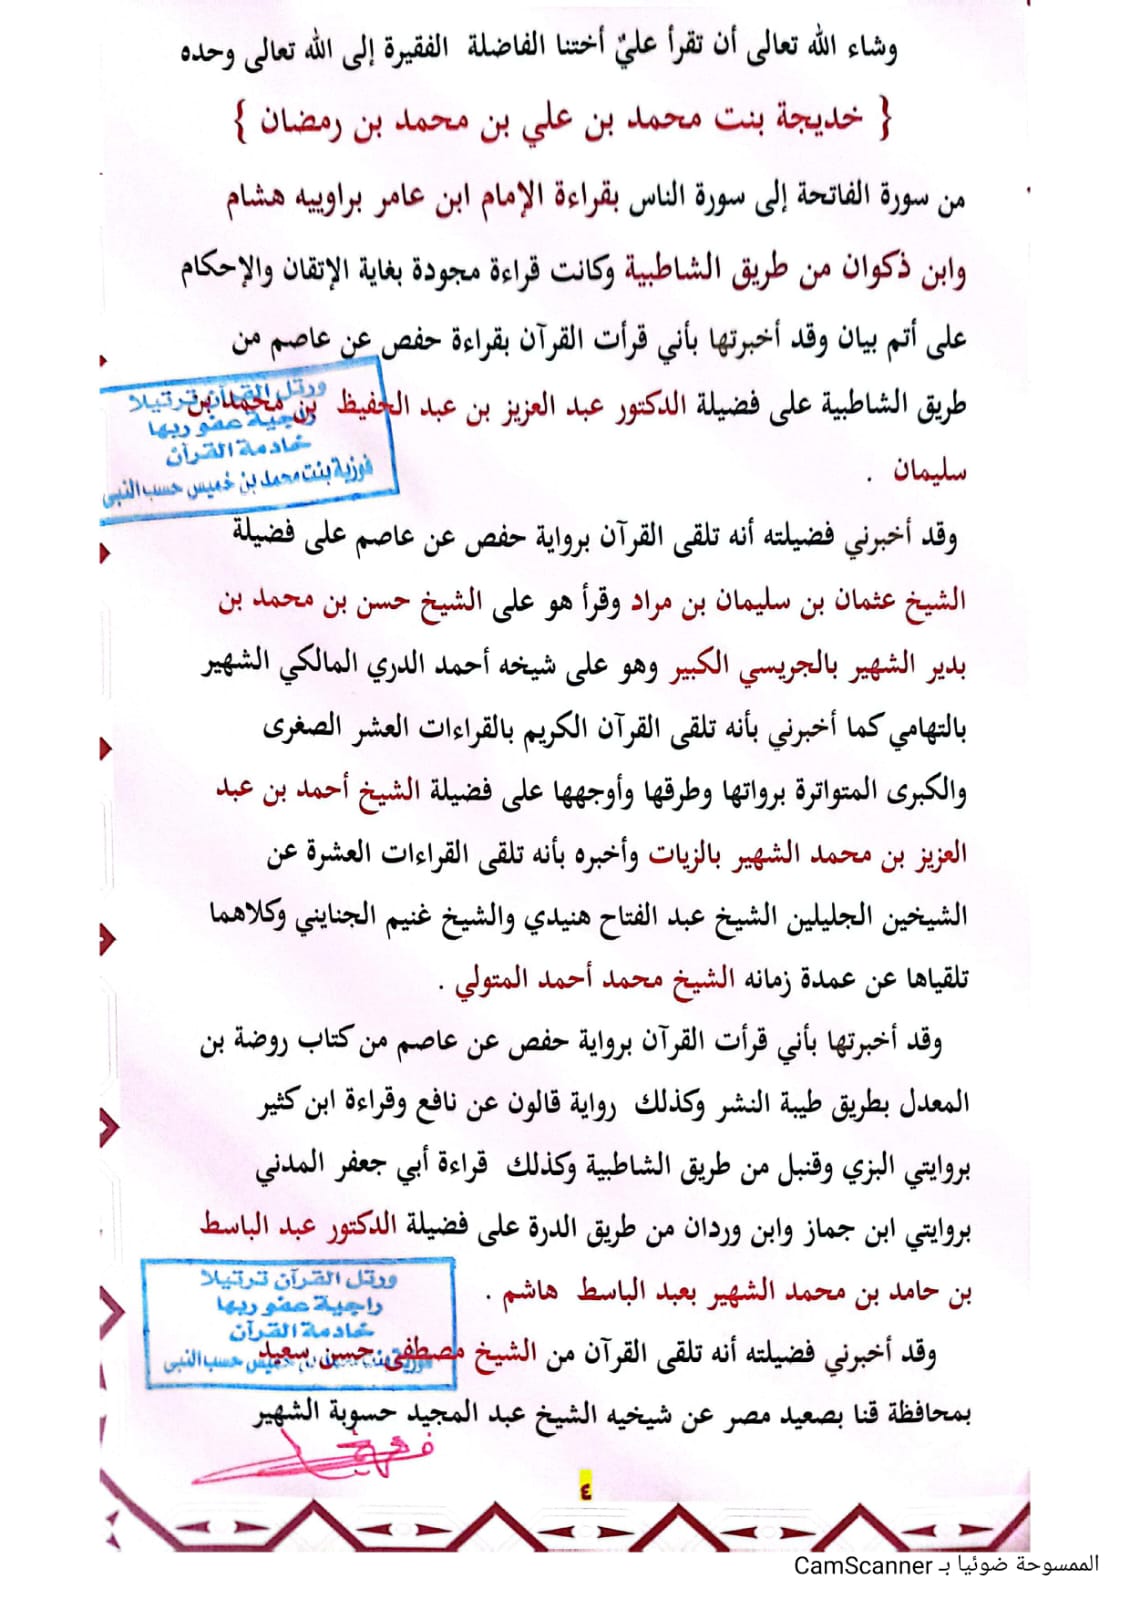 وشاء الله تعالى أن تقرأ عليٌ أختنا الفاضلة الفقيرة إلى الله تعالى وحده
{ خديجة بنت محمد بن علي بن محمد بن رمضان }
من سورة الفاتحة إلى سورة الناس بقراءة الإمام ابن عامر براوييه هشام
وابن ذكوان من طريق الشاطبية وكانت قراءة مجودة بغاية الإتقان والإحكام
على أتم بيان وقد أخبرتها بأني قرأت القرآن بقراءة حفص عن عاصم من
طريق الشاطبية على فضيلة الدكتور عبد العزيز بن عبد الحفيظ بن محمد بن
سليمان .
ورتل القرآن ترتيلا
راجية عفو ربها
خادمة القرآن
فوزية بنت محمد بن خميس حسب النبي
وقد أخبرني فضيلته أنه تلقى القرآن برواية حفص عن عاصم على فضيلة
الشيخ عثمان بن سليمان بن مراد وقرأ هو على الشيخ حسن بن محمد بن
بدير الشهير بالجريسي الكبير وهو على شيخه أحمد الدري المالكي الشهير
بالتهامي كما أخبرني بأنه تلقى القرآن الكريم بالقراءات العشر الصغرى
والكبرى المتواترة برواتها وطرقها وأوجهها على فضيلة الشيخ أحمد بن عبد
العزيز بن محمد الشهير بالزيات وأخبره بأنه تلقى القراءات العشرة عن
الشيخين الجليلين الشيخ عبد الفتاح هنيدي والشيخ غنيم الجنايني وكلاهما
تلقياها عن عمدة زمانه الشيخ محمد أحمد المتولي .
وقد أخبرتها بأني قرأت القرآن برواية حفص عن عاصم من كتاب روضة بن
المعدل بطريق طيبة النشر وكذلك رواية قالون عن نافع وقراءة ابن كثير
بروايتي البزي وقنبل من طريق الشاطبية وكذلك قراءة أبي جعفر المدني
بروايتي ابن جماز وابن وردان من طريق الدرة على فضيلة الدكتور عبد الباسط
بن حامد بن محمد الشهير بعبد الباسط هاشم .
ورتل القرآن ترتيلا
راجية عفو ربها
خادمة القرآن
فوزية بنت محمد بن خميس حسب النبي
وقد أخبرني فضيلته أنه تلقى القرآن من الشيخ مصطفى حسن سعيد
بمحافظة قنا بصعيد مصر عن شيخيه الشيخ عبد المجيد حسوبة الشهير
٤
الممسوحة ضوئيا بـ CamScanner